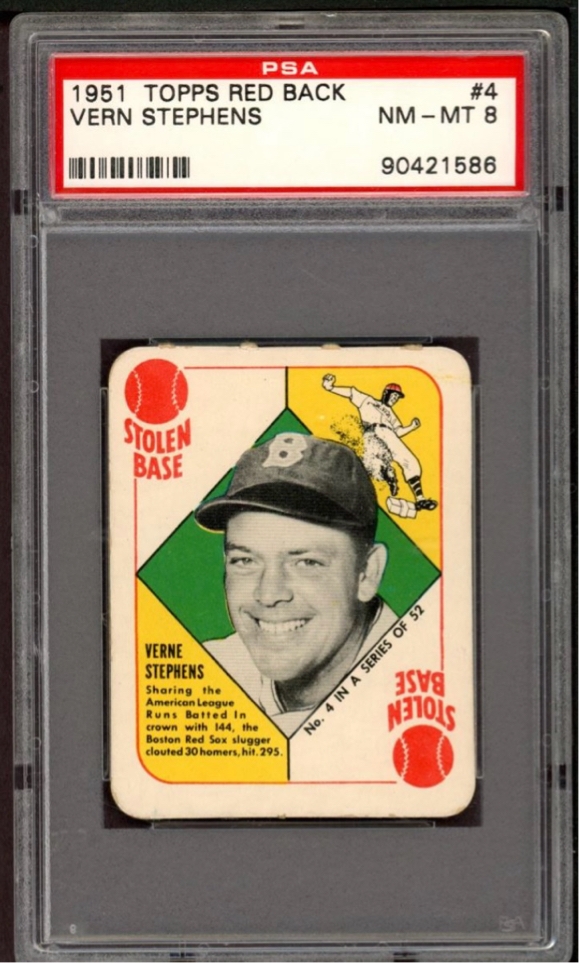 PSA
1951 TOPPS RED BACK #4
VERN STEPHENS NM-MT 8
90421586
STOLEN
BASE
B
VERNE
STEPHENS
Sharing the
American League
Runs Batted In
crown with 144, the
Boston Red Sox slugger
clouted 30 homers, hit .295.
No. 4 IN A SERIES OF 52
STOLEN
BASE